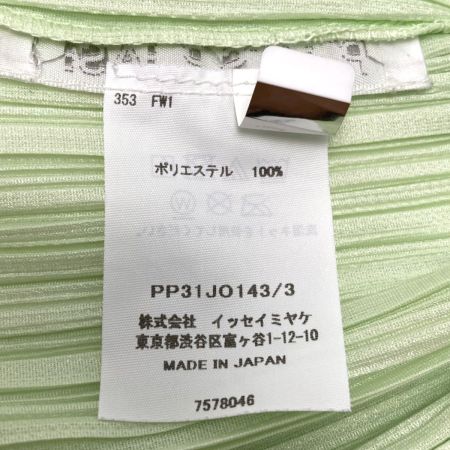 353 FW1
ポリエステル 100%
PP31JO143/3
株式会社 イッセイミヤケ
東京都渋谷区富ヶ谷1-12-10
MADE IN JAPAN
7578046